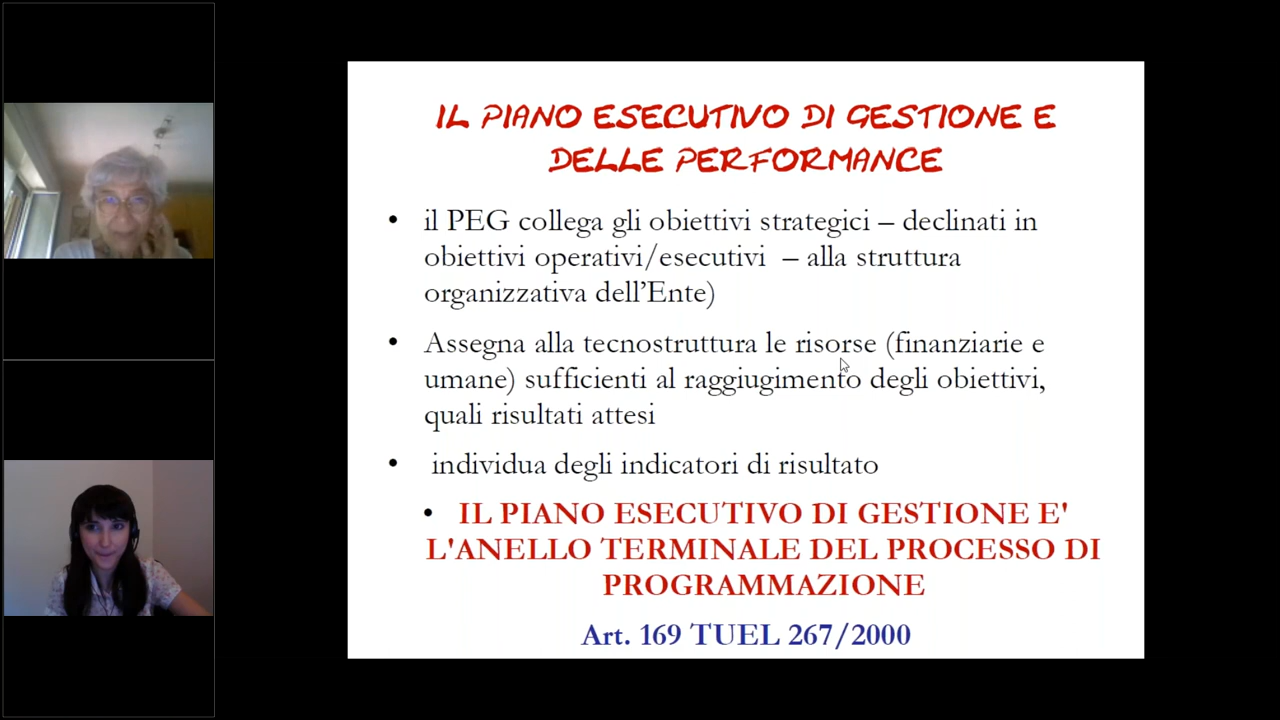 IL PIANO ESECUTIVO DI GESTIONE E
DELLE PERFORMANCE
• il PEG collega gli obiettivi strategici – declinati in
obiettivi operativi/esecutivi – alla struttura
organizzativa dell'Ente)
• Assegna alla tecnostruttura le risorse (finanziarie e
umane) sufficienti al raggiugimento degli obiettivi,
quali risultati attesi
• individua degli indicatori di risultato
• IL PIANO ESECUTIVO DI GESTIONE E'
L'ANELLO TERMINALE DEL PROCESSO DI
PROGRAMMAZIONE
Art. 169 TUEL 267/2000